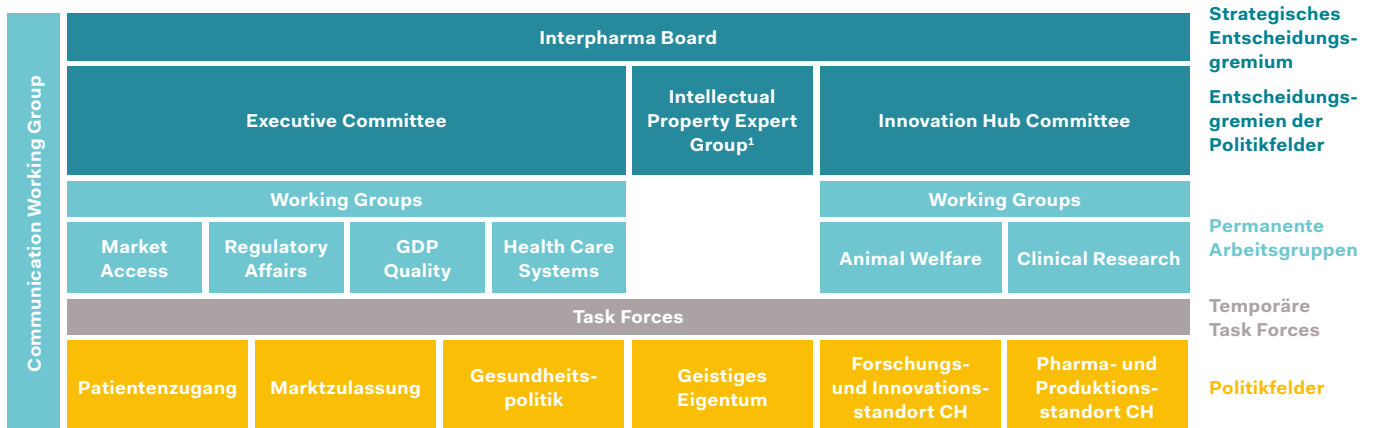 Communication Working Group
Interpharma Board
Strategisches
Entscheidungs-
gremium
Executive Committee
Intellectual
Property Expert
Group¹
Innovation Hub Committee
Entscheidungs-
gremien der
Politikfelder
Working Groups
Working Groups
Market
Access
Regulatory
Affairs
GDP
Quality
Health Care
Systems
Animal Welfare
Clinical Research
Permanente
Arbeitsgruppen
Task Forces
Temporäre
Task Forces
Patientenzugang
Marktzulassung
Gesundheits-
politik
Geistiges
Eigentum
Forschungs-
und Innovations-
standort CH
Pharma- und
Produktions-
standort CH
Politikfelder